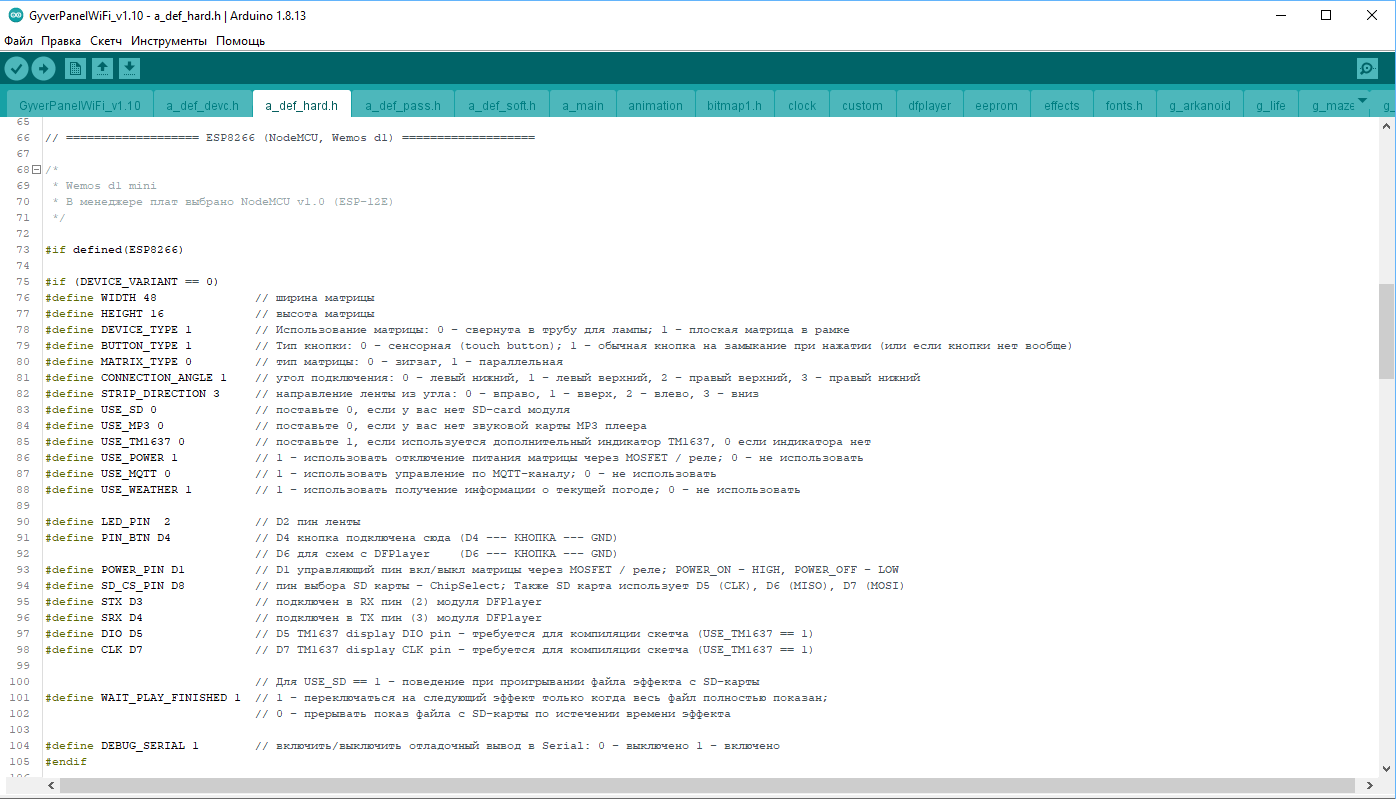 GyverPanelWiFi_v1.10 - a_def_hard.h | Arduino 1.8.13
Файл Правка Скетч Инструменты Помощь
GyverPanelWiFi_v1.10 a_def_devc.h a_def_hard.h a_def_pass.h a_def_soft.h a_main animation bitmap1.h clock custom dfplayer eeprom effects fonts.h g_arkanoid g_life g_maze g_
65
66 // =================== ESP8266 (NodeMCU, Wemos d1) ===================
67
68 /*
69 * Wemos d1 mini
70 * В менеджере плат выбрано NodeMCU v1.0 (ESP-12E)
71 */
72
73 #if defined(ESP8266)
74
75 #if (DEVICE_VARIANT == 0)
76 #define WIDTH 48 // ширина матрицы
77 #define HEIGHT 16 // высота матрицы
78 #define DEVICE_TYPE 1 // Использование матрицы: 0 - свернута в трубу для лампы; 1 - плоская матрица в рамке
79 #define BUTTON_TYPE 1 // Тип кнопки: 0 - сенсорная (touch button); 1 - обычная кнопка на замыкание при нажатии (или если кнопки нет вообще)
80 #define MATRIX_TYPE 0 // тип матрицы: 0 - зигзаг, 1 - параллельная
81 #define CONNECTION_ANGLE 1 // угол подключения: 0 - левый нижний, 1 - левый верхний, 2 - правый верхний, 3 - правый нижний
82 #define STRIP_DIRECTION 3 // направление ленты из угла: 0 - вправо, 1 - вверх, 2 - влево, 3 - вниз
83 #define USE_SD 0 // поставьте 0, если у вас нет SD-card модуля
84 #define USE_MP3 0 // поставьте 0, если у вас нет звуковой карты MP3 плеера
85 #define USE_TM1637 0 // поставьте 1, если используется дополнительный индикатор TM1637, 0 если индикатора нет
86 #define USE_POWER 1 // 1 - использовать отключение питания матрицы через MOSFET / реле; 0 - не использовать
87 #define USE_MQTT 0 // 1 - использовать управление по MQTT-каналу; 0 - не использовать
88 #define USE_WEATHER 1 // 1 - использовать получение информации о текущей погоде; 0 - не использовать
89
90 #define LED_PIN 2 // D2 пин ленты
91 #define PIN_BTN D4 // D4 кнопка подключена сюда (D4 --- КНОПКА --- GND)
92 // D6 для схем с DFPlayer (D6 --- КНОПКА --- GND)
93 #define POWER_PIN D1 // D1 управляющий пин вкл/выкл матрицы через MOSFET / реле; POWER_ON - HIGH, POWER_OFF - LOW
94 #define SD_CS_PIN D8 // пин выбора SD карты - ChipSelect; Также SD карта использует D5 (CLK), D6 (MISO), D7 (MOSI)
95 #define STX D3 // подключен в RX пин (2) модуля DFPlayer
96 #define SRX D4 // подключен в TX пин (3) модуля DFPlayer
97 #define DIO D5 // D5 TM1637 display DIO pin - требуется для компиляции скетча (USE_TM1637 == 1)
98 #define CLK D7 // D7 TM1637 display CLK pin - требуется для компиляции скетча (USE_TM1637 == 1)
99
100 // Для USE_SD == 1 - поведение при проигрывании файла эффекта с SD-карты
101 #define WAIT_PLAY_FINISHED 1 // 1 - переключаться на следующий эффект только когда весь файл полностью показан;
102 // 0 - прерывать показ файла с SD-карты по истечении времени эффекта
103
104 #define DEBUG_SERIAL 1 // включить/выключить отладочный вывод в Serial: 0 - выключено 1 - включено
105 #endif
106